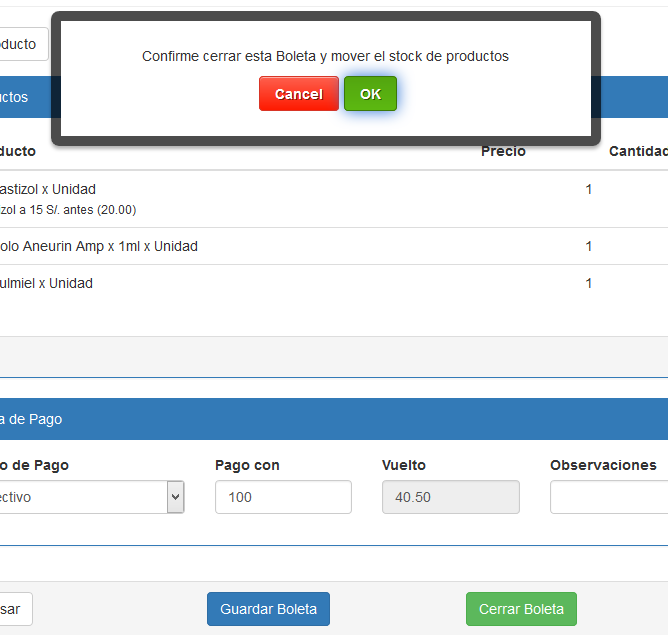 oducto
Confirme cerrar esta Boleta y mover el stock de productos
Cancel OK
uctos
ducto Precio Cantidad
astizol x Unidad 1
izol a 15 S/. antes (20.00)
olo Aneurin Amp x 1ml x Unidad 1
ulmiel x Unidad 1
a de Pago
o de Pago Pago con Vuelto Observaciones
ectivo 100 40.50
sar Guardar Boleta Cerrar Boleta